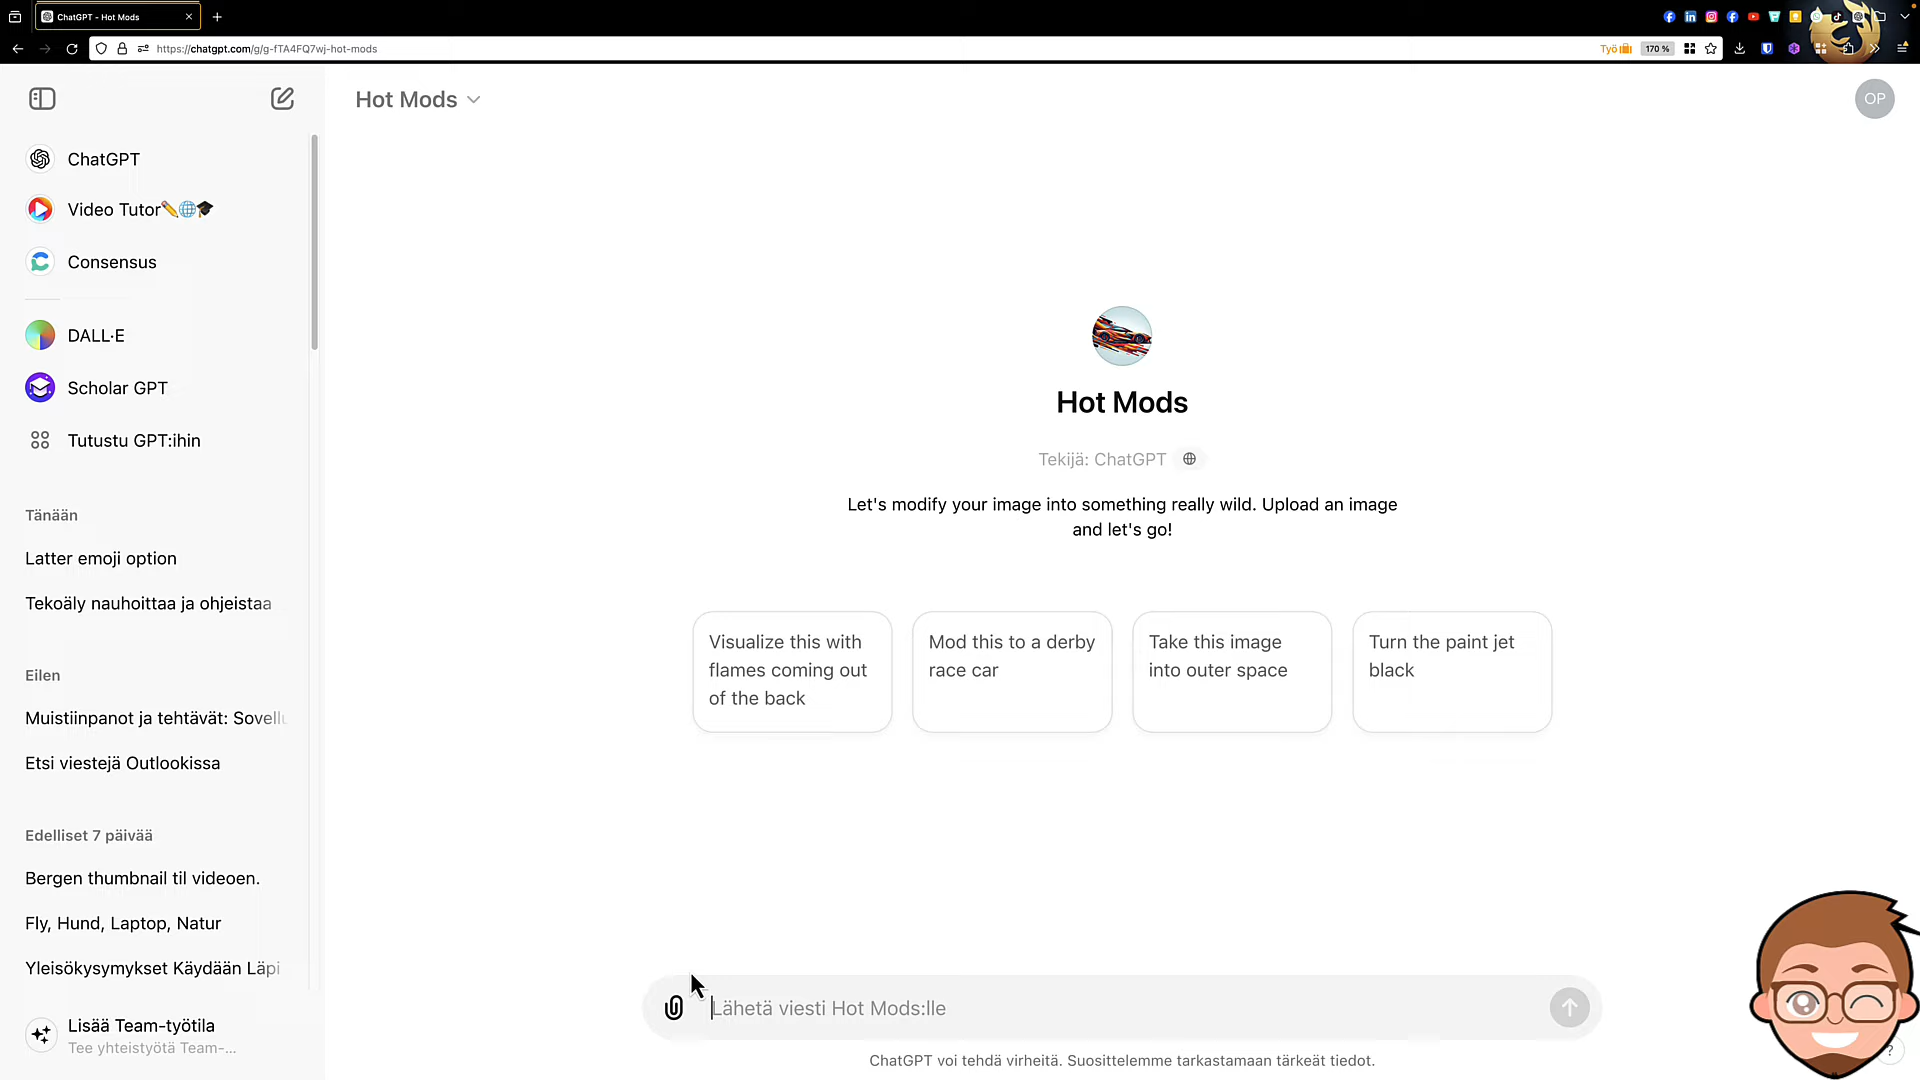 ChatGPT - Hot Mods
https://chatgpt.com/g/g-fTA4FQ7wj-hot-mods
Työ
170 %
Hot Mods
OP
ChatGPT
Video Tutor✏️🌐🎓
Consensus
DALL·E
Scholar GPT
Tutustu GPT:ihin
Tänään
Latter emoji option
Tekoäly nauhoittaa ja ohjeistaa
Eilen
Muistiinpanot ja tehtävät: Sovellu
Etsi viestejä Outlookissa
Edelliset 7 päivää
Bergen thumbnail til videoen.
Fly, Hund, Laptop, Natur
Yleisökysymykset Käydään Läpi
Lisää Team-työtila
Tee yhteistyötä Team-...
Hot Mods
Tekijä: ChatGPT
Let's modify your image into something really wild. Upload an image
and let's go!
Visualize this with
flames coming out
of the back
Mod this to a derby
race car
Take this image
into outer space
Turn the paint jet
black
Lähetä viesti Hot Mods:lle
ChatGPT voi tehdä virheitä. Suosittelemme tarkastamaan tärkeät tiedot.
?